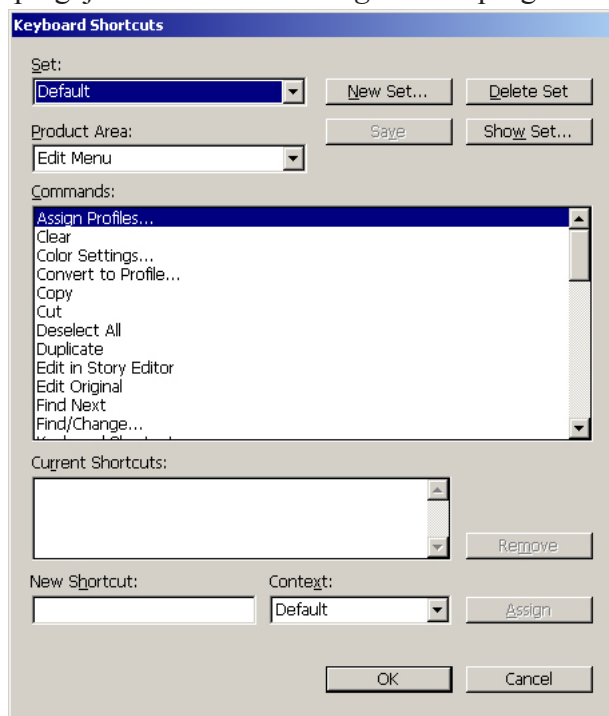 Keyboard Shortcuts
Set:
Default
New Set...
Delete Set
Product Area:
Save
Show Set...
Edit Menu
Commands:
Assign Profiles...
Clear
Color Settings...
Convert to Profile...
Copy
Cut
Deselect All
Duplicate
Edit in Story Editor
Edit Original
Find Next
Find/Change...
Current Shortcuts:
Remove
New Shortcut:
Context:
Default
Assign
OK
Cancel